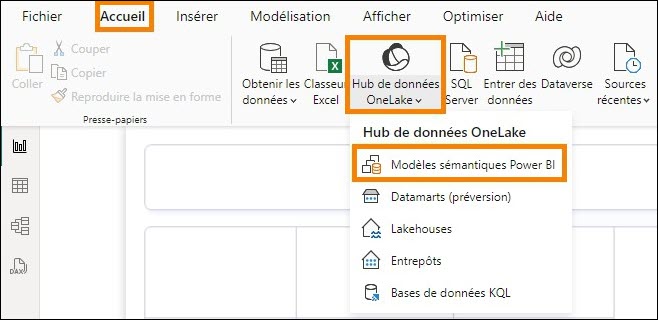 Fichier Accueil Insérer Modélisation Afficher Optimiser Aide
Coller
Couper
Copier
Reproduire la mise en forme
Presse-papiers
Obtenir les
données
Classeur
Excel
Hub de données
OneLake
SQL
Server
Entrer des
données
Dataverse
Sources
récentes
Hub de données OneLake
Modèles sémantiques Power BI
Datamarts (préversion)
Lakehouses
Entrepôts
Bases de données KQL
DAX